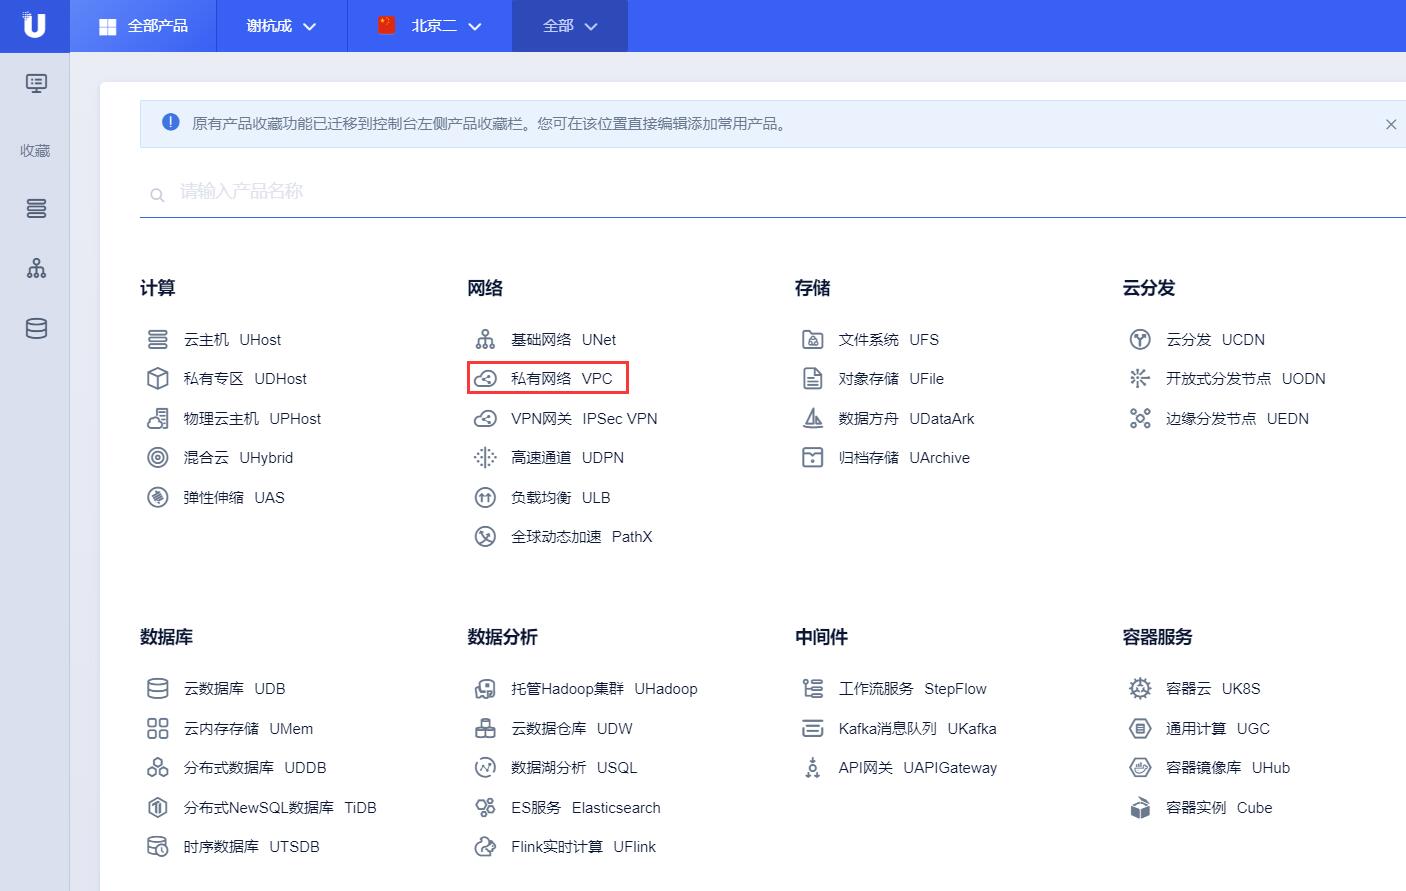 全部产品
谢杭成
北京二
全部
收藏
原有产品收藏功能已迁移到控制台左侧产品收藏栏。您可在该位置直接编辑添加常用产品。
请输入产品名称
计算
云主机 UHost
私有专区 UDHost
物理云主机 UPHost
混合云 UHybrid
弹性伸缩 UAS
网络
基础网络 UNet
私有网络 VPC
VPN网关 IPSec VPN
高速通道 UDPN
负载均衡 ULB
全球动态加速 PathX
存储
文件系统 UFS
对象存储 UFile
数据方舟 UDataArk
归档存储 UArchive
云分发
云分发 UCDN
开放式分发节点 UODN
边缘分发节点 UEDN
数据库
云数据库 UDB
云内存存储 UMem
分布式数据库 UDDB
分布式NewSQL数据库 TiDB
时序数据库 UTSDB
数据分析
托管Hadoop集群 UHadoop
云数据仓库 UDW
数据湖分析 USQL
ES服务 Elasticsearch
Flink实时计算 UFlink
中间件
工作流服务 StepFlow
Kafka消息队列 UKafka
API网关 UAPIGateway
容器服务
容器云 UK8S
通用计算 UGC
容器镜像库 UHub
容器实例 Cube